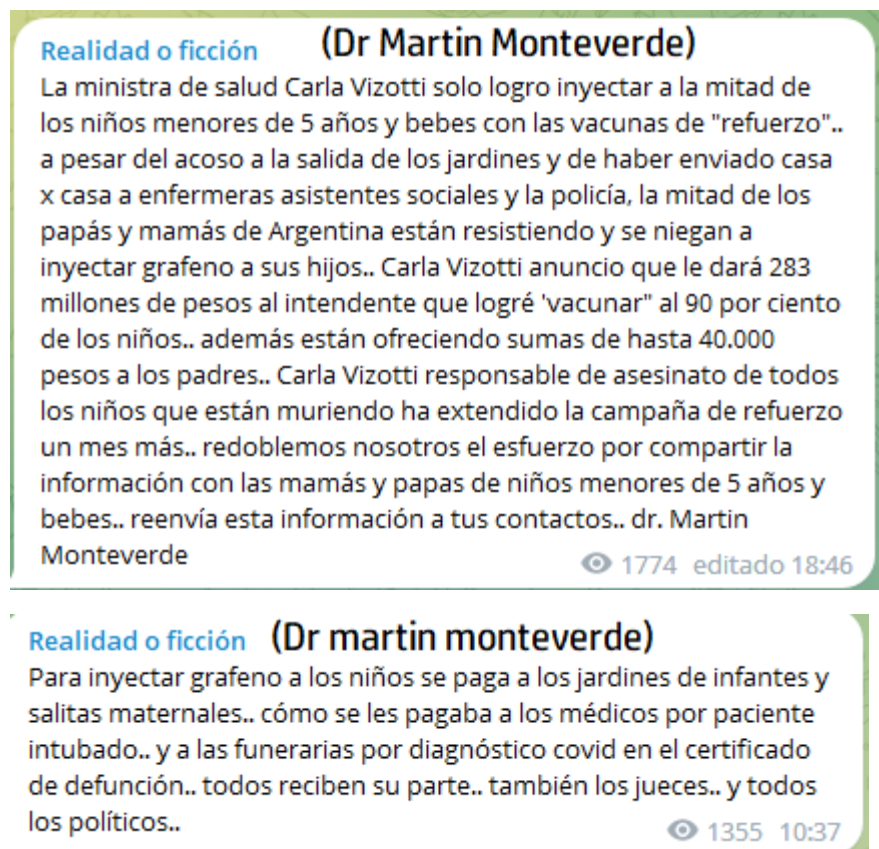 Realidad o ficción (Dr Martin Monteverde)
La ministra de salud Carla Vizotti solo logro inyectar a la mitad de
los niños menores de 5 años y bebes con las vacunas de "refuerzo"..
a pesar del acoso a la salida de los jardines y de haber enviado casa
x casa a enfermeras asistentes sociales y la policía, la mitad de los
papás y mamás de Argentina están resistiendo y se niegan a
inyectar grafeno a sus hijos.. Carla Vizotti anuncio que le dará 283
millones de pesos al intendente que logré 'vacunar" al 90 por ciento
de los niños.. además están ofreciendo sumas de hasta 40.000
pesos a los padres.. Carla Vizotti responsable de asesinato de todos
los niños que están muriendo ha extendido la campaña de refuerzo
un mes más.. redoblemos nosotros el esfuerzo por compartir la
información con las mamás y papas de niños menores de 5 años y
bebes.. reenvía esta información a tus contactos.. dr. Martin
Monteverde 1774 editado 18:46
Realidad o ficción (Dr martin monteverde)
Para inyectar grafeno a los niños se paga a los jardines de infantes y
salitas maternales.. cómo se les pagaba a los médicos por paciente
intubado.. y a las funerarias por diagnóstico covid en el certificado
de defunción.. todos reciben su parte.. también los jueces.. y todos
los políticos.. 1355 10:37